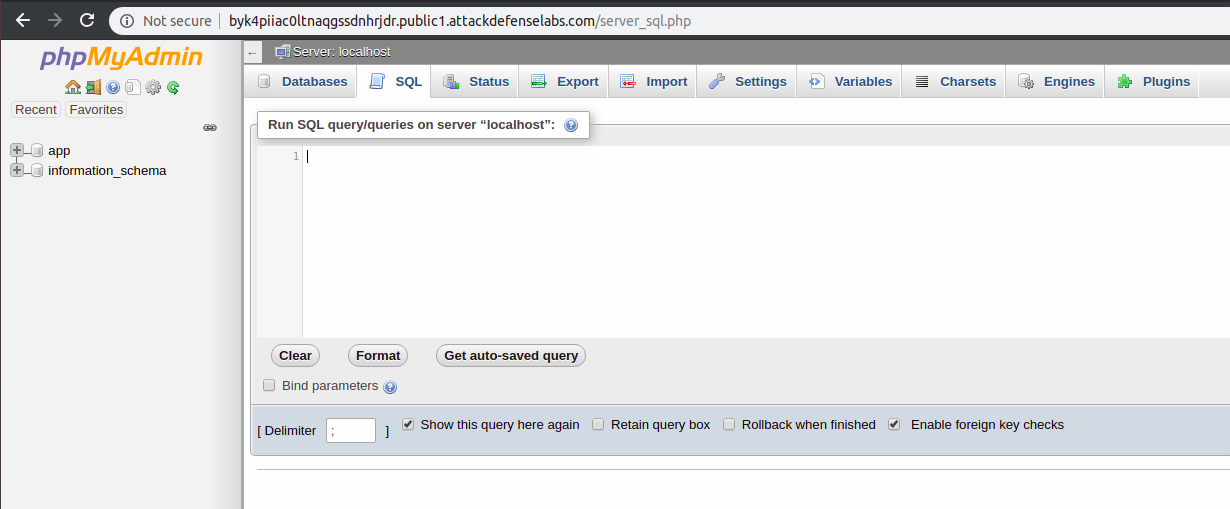 Not secure | byk4piiac0ltnaqgssdnhrjdr.public1.attackdefenselabs.com/server_sql.php
phpMyAdmin
Recent Favorites
app
information_schema
Server: localhost
Databases SQL Status Export Import Settings Variables Charsets Engines Plugins
Run SQL query/queries on server “localhost”:
1
Clear Format Get auto-saved query
Bind parameters
[ Delimiter ; ] Show this query here again Retain query box Rollback when finished Enable foreign key checks